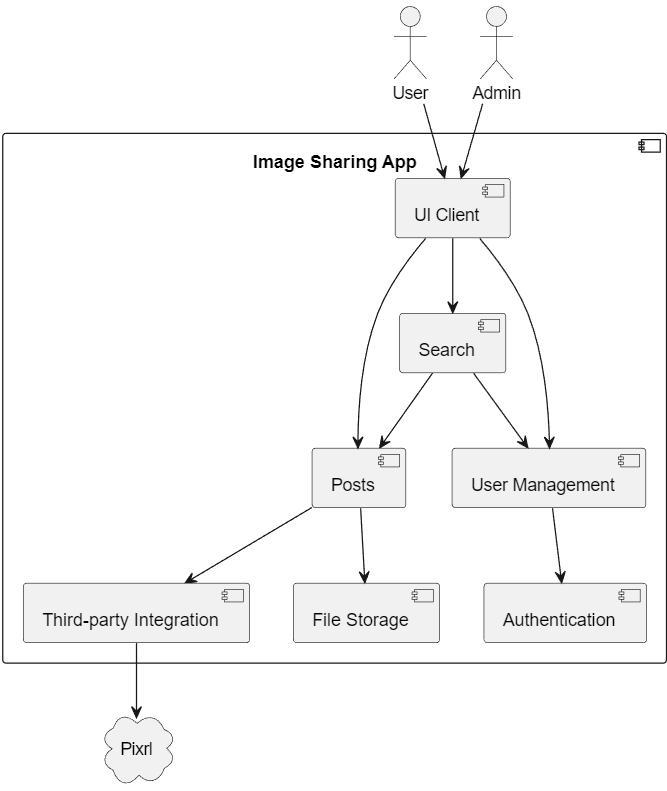 User
Admin
Image Sharing App
UI Client
Search
Posts
User Management
Third-party Integration
File Storage
Authentication
Pixrl